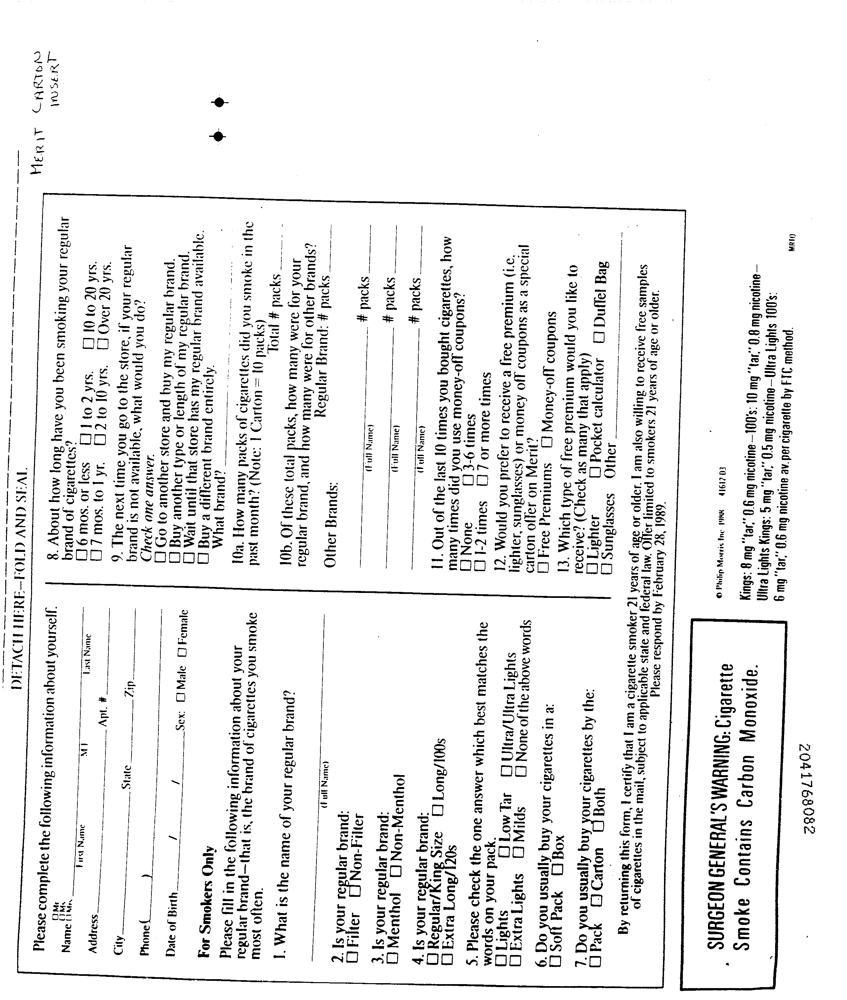 MERIT CARTON
INSERT
DETACH HERE–FOLD AND SEAL
Please complete the following information about yourself.
☐Mr.
☐Ms.
Name ☐Mrs.
First Name MI Last Name
Address Apt. #
City State Zip
Phone ( )
Date of Birth / / Sex: ☐ Male ☐ Female
For Smokers Only
Please fill in the following information about your
regular brand—that is, the brand of cigarettes you smoke
most often.
1. What is the name of your regular brand?
(Full Name)
2. Is your regular brand:
☐ Filter ☐ Non-Filter
3. Is your regular brand:
☐ Menthol ☐ Non-Menthol
4. Is your regular brand:
☐ Regular/King Size ☐ Long/100s
☐ Extra Long/120s
5. Please check the one answer which best matches the
words on your pack.
☐ Lights ☐ Low Tar ☐ Ultra/Ultra Lights
☐ Extra Lights ☐ Milds ☐ None of the above words
6. Do you usually buy your cigarettes in a:
☐ Soft Pack ☐ Box
7. Do you usually buy your cigarettes by the:
☐ Pack ☐ Carton ☐ Both
8. About how long have you been smoking your regular
brand of cigarettes?
☐ 6 mos. or less ☐ 1 to 2 yrs. ☐ 10 to 20 yrs.
☐ 7 mos. to 1 yr. ☐ 2 to 10 yrs. ☐ Over 20 yrs.
9. The next time you go to the store, if your regular
brand is not available, what would you do?
Check one answer.
☐ Go to another store and buy my regular brand.
☐ Buy another type or length of my regular brand.
☐ Wait until that store has my regular brand available.
☐ Buy a different brand entirely.
What brand?
10a. How many packs of cigarettes did you smoke in the
past month? (Note: 1 Carton = 10 packs)
Total # packs
10b. Of these total packs, how many were for your
regular brand, and how many were for other brands?
Regular Brand: # packs
Other Brands:
# packs
(Full Name)
# packs
(Full Name)
# packs
(Full Name)
11. Out of the last 10 times you bought cigarettes, how
many times did you use money-off coupons?
☐ None ☐ 3-6 times
☐ 1-2 times ☐ 7 or more times
12. Would you prefer to receive a free premium (i.e.
lighter, sunglasses) or money off coupons as a special
carton offer on Merit?
☐ Free Premiums ☐ Money-off coupons
13. Which type of free premium would you like to
receive? (Check as many that apply)
☐ Lighter ☐ Pocket calculator ☐ Duffel Bag
☐ Sunglasses Other
By returning this form, I certify that I am a cigarette smoker 21 years of age or older. I am also willing to receive free samples
of cigarettes in the mail, subject to applicable state and federal law. Offer limited to smokers 21 years of age or older.
Please respond by February 28, 1989.
SURGEON GENERAL'S WARNING: Cigarette
Smoke Contains Carbon Monoxide.
© Philip Morris Inc. 1988 41612 D3
Kings: 8 mg "tar," 0.6 mg nicotine—100's: 10 mg "tar," 0.8 mg nicotine—
Ultra Lights Kings: 5 mg "tar," 0.5 mg nicotine—Ultra Lights 100's:
6 mg "tar," 0.6 mg nicotine av. per cigarette by FTC method.
MR10
2041768082